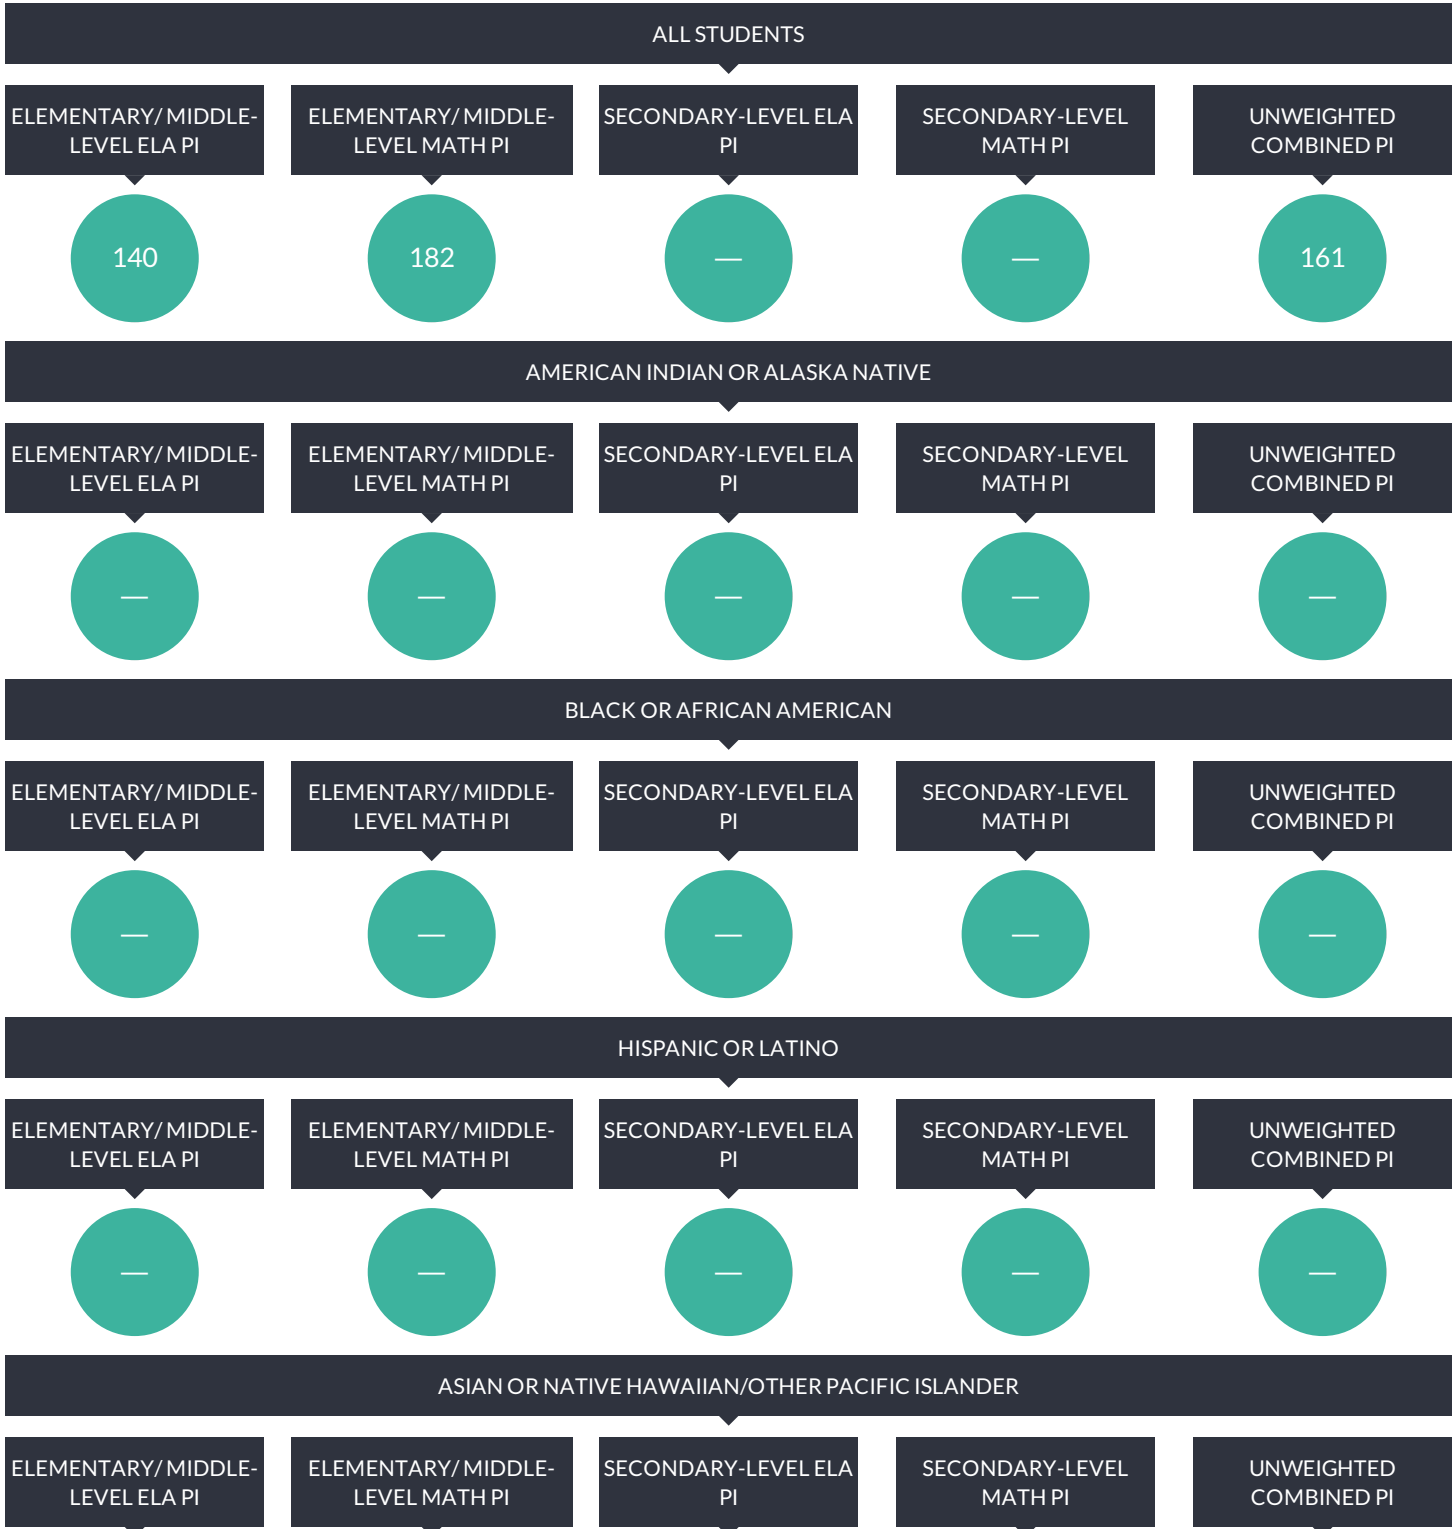 ALL STUDENTS
ELEMENTARY/ MIDDLE-
LEVEL ELA PI
ELEMENTARY/ MIDDLE-
LEVEL MATH PI
SECONDARY-LEVEL ELA
PI
SECONDARY-LEVEL
MATH PI
UNWEIGHTED
COMBINED PI
140
182
—
—
161
AMERICAN INDIAN OR ALASKA NATIVE
ELEMENTARY/ MIDDLE-
LEVEL ELA PI
ELEMENTARY/ MIDDLE-
LEVEL MATH PI
SECONDARY-LEVEL ELA
PI
SECONDARY-LEVEL
MATH PI
UNWEIGHTED
COMBINED PI
—
—
—
—
—
BLACK OR AFRICAN AMERICAN
ELEMENTARY/ MIDDLE-
LEVEL ELA PI
ELEMENTARY/ MIDDLE-
LEVEL MATH PI
SECONDARY-LEVEL ELA
PI
SECONDARY-LEVEL
MATH PI
UNWEIGHTED
COMBINED PI
—
—
—
—
—
HISPANIC OR LATINO
ELEMENTARY/ MIDDLE-
LEVEL ELA PI
ELEMENTARY/ MIDDLE-
LEVEL MATH PI
SECONDARY-LEVEL ELA
PI
SECONDARY-LEVEL
MATH PI
UNWEIGHTED
COMBINED PI
—
—
—
—
—
ASIAN OR NATIVE HAWAIIAN/OTHER PACIFIC ISLANDER
ELEMENTARY/ MIDDLE-
LEVEL ELA PI
ELEMENTARY/ MIDDLE-
LEVEL MATH PI
SECONDARY-LEVEL ELA
PI
SECONDARY-LEVEL
MATH PI
UNWEIGHTED
COMBINED PI